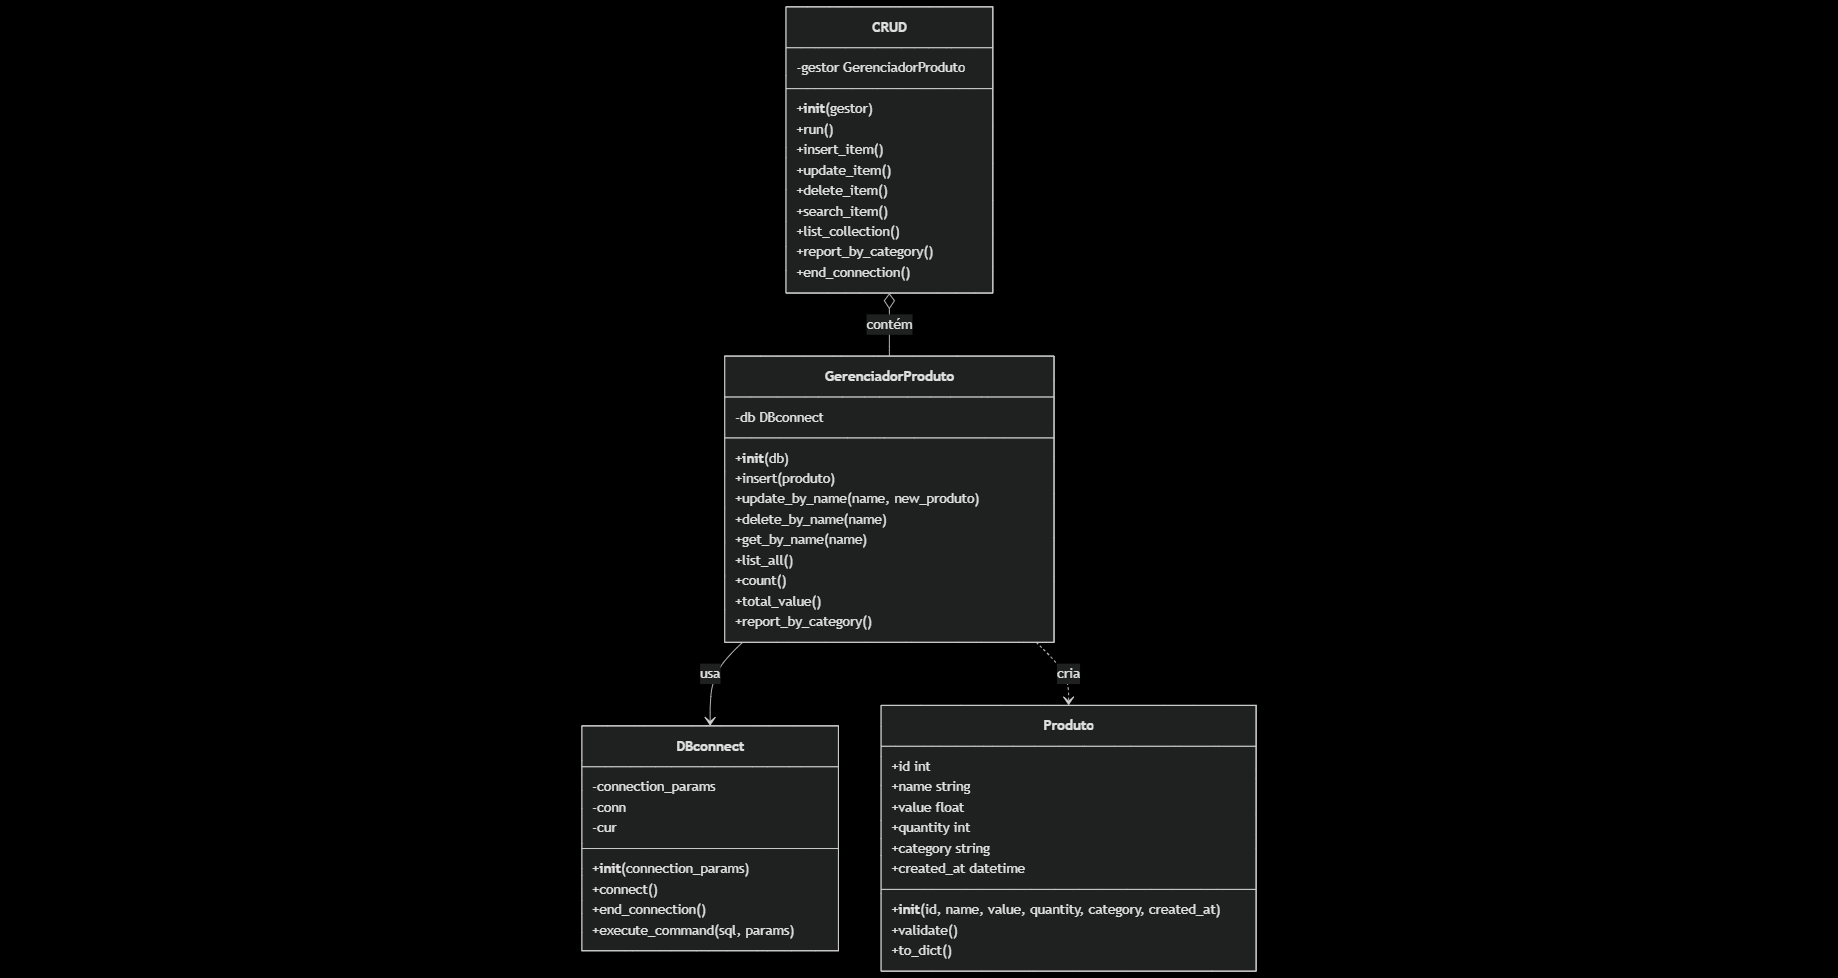 CRUD
-gestor GerenciadorProduto
+init(gestor)
+run()
+insert_item()
+update_item()
+delete_item()
+search_item()
+list_collection()
+report_by_category()
+end_connection()
contém
GerenciadorProduto
-db DBconnect
+init(db)
+insert(produto)
+update_by_name(name, new_produto)
+delete_by_name(name)
+get_by_name(name)
+list_all()
+count()
+total_value()
+report_by_category()
usa
cria
DBconnect
-connection_params
-conn
-cur
+init(connection_params)
+connect()
+end_connection()
+execute_command(sql, params)
Produto
+id int
+name string
+value float
+quantity int
+category string
+created_at datetime
+init(id, name, value, quantity, category, created_at)
+validate()
+to_dict()